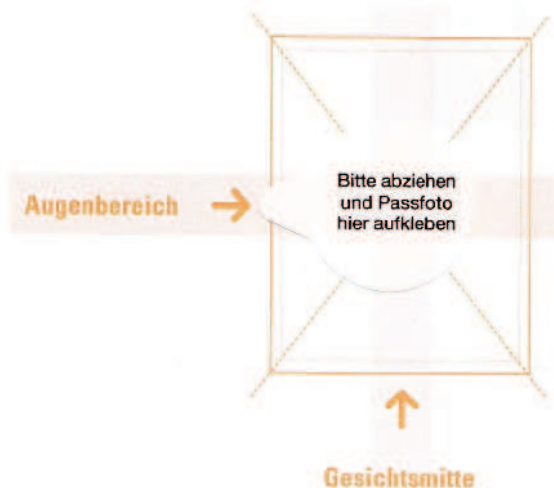 Bitte abziehen
und Passfoto
hier aufkleben
Augenbereich
Gesichtsmitte